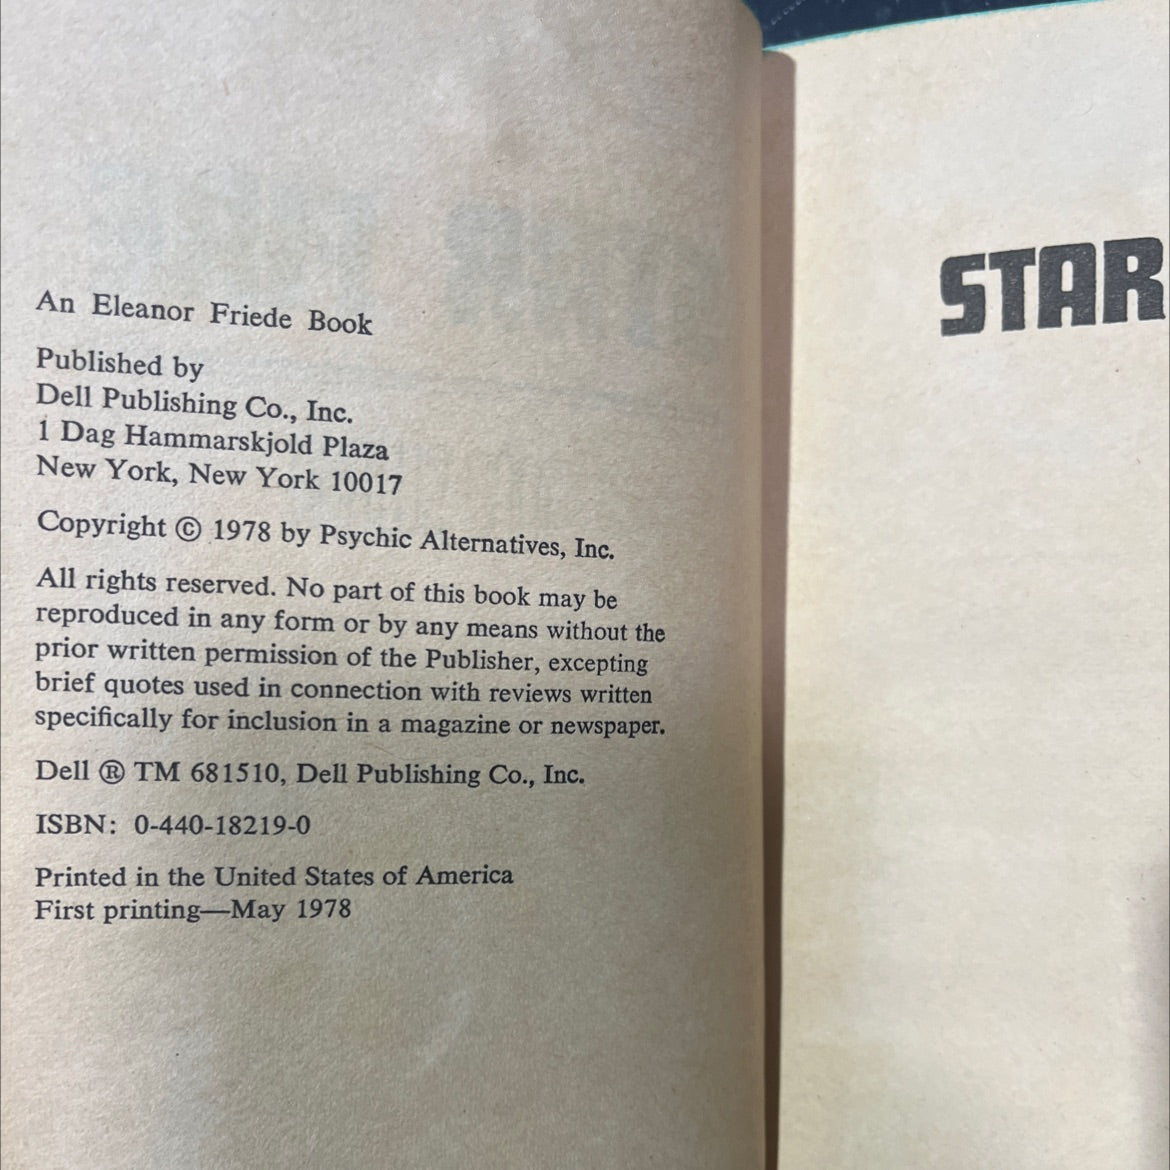 An Eleanor Friede Book
Published by
Dell Publishing Co., Inc.
1 Dag Hammarskjold Plaza
New York, New York 10017
Copyright © 1978 by Psychic Alternatives, Inc.
All rights reserved. No part of this book may be
reproduced in any form or by any means without the
prior written permission of the Publisher, excepting
brief quotes used in connection with reviews written
specifically for inclusion in a magazine or newspaper.
Dell ® TM 681510, Dell Publishing Co., Inc.
ISBN: 0-440-18219-0
Printed in the United States of America
First printing—May 1978
STAR